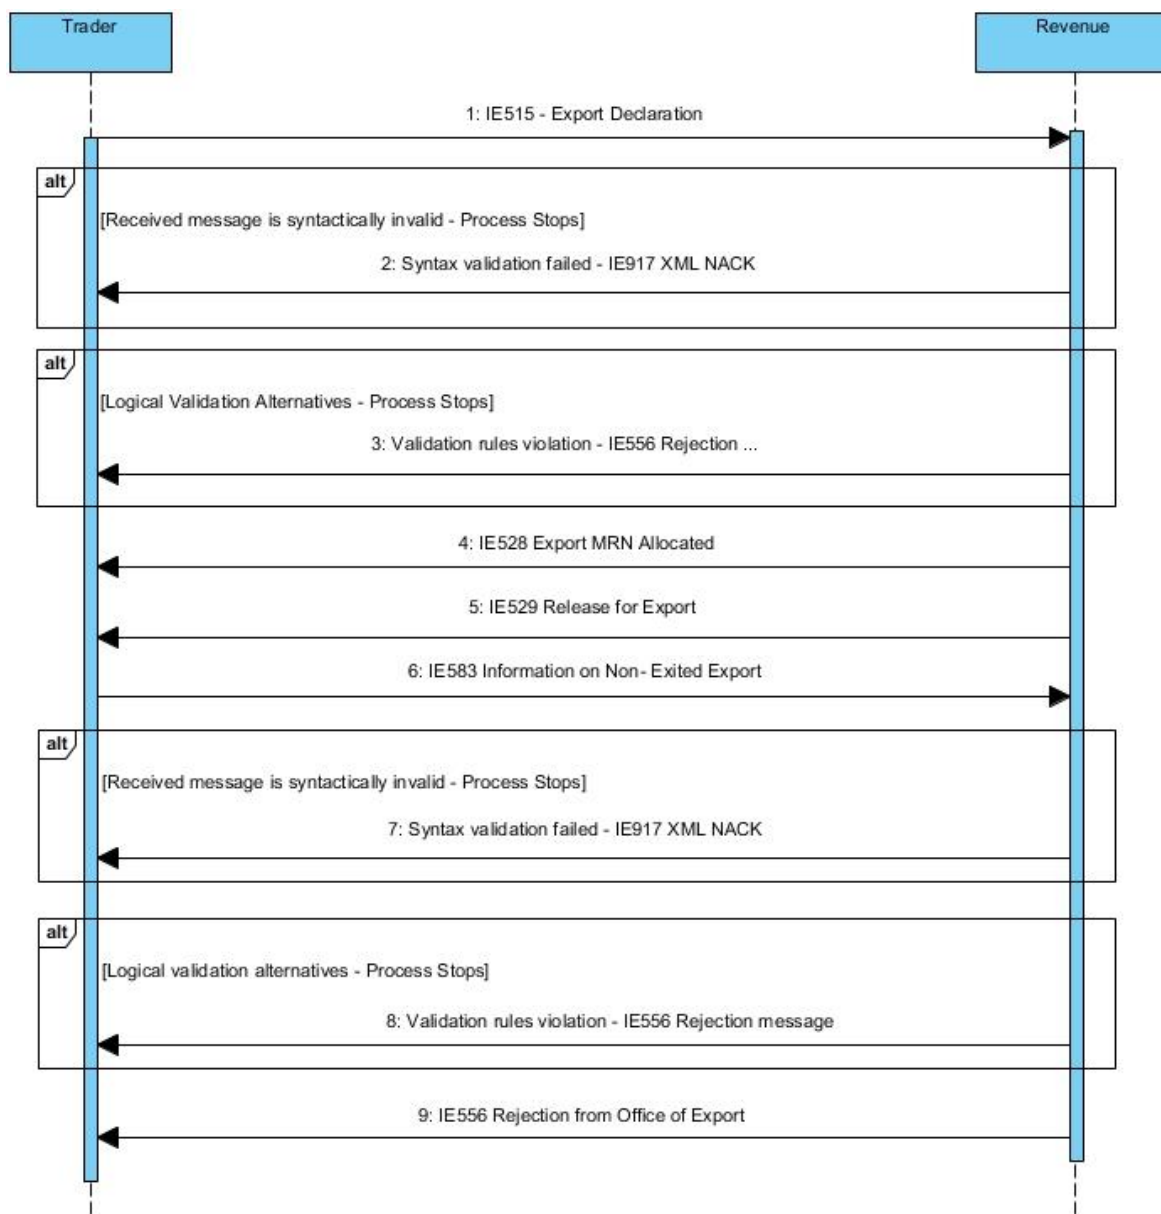 Trader
Revenue
1: IE515 - Export Declaration
alt
[Received message is syntactically invalid - Process Stops]
2: Syntax validation failed - IE917 XML NACK
alt
[Logical Validation Alternatives - Process Stops]
3: Validation rules violation - IE556 Rejection ...
4: IE528 Export MRN Allocated
5: IE529 Release for Export
6: IE583 Information on Non- Exited Export
alt
[Received message is syntactically invalid - Process Stops]
7: Syntax validation failed - IE917 XML NACK
alt
[Logical validation alternatives - Process Stops]
8: Validation rules violation - IE556 Rejection message
9: IE556 Rejection from Office of Export